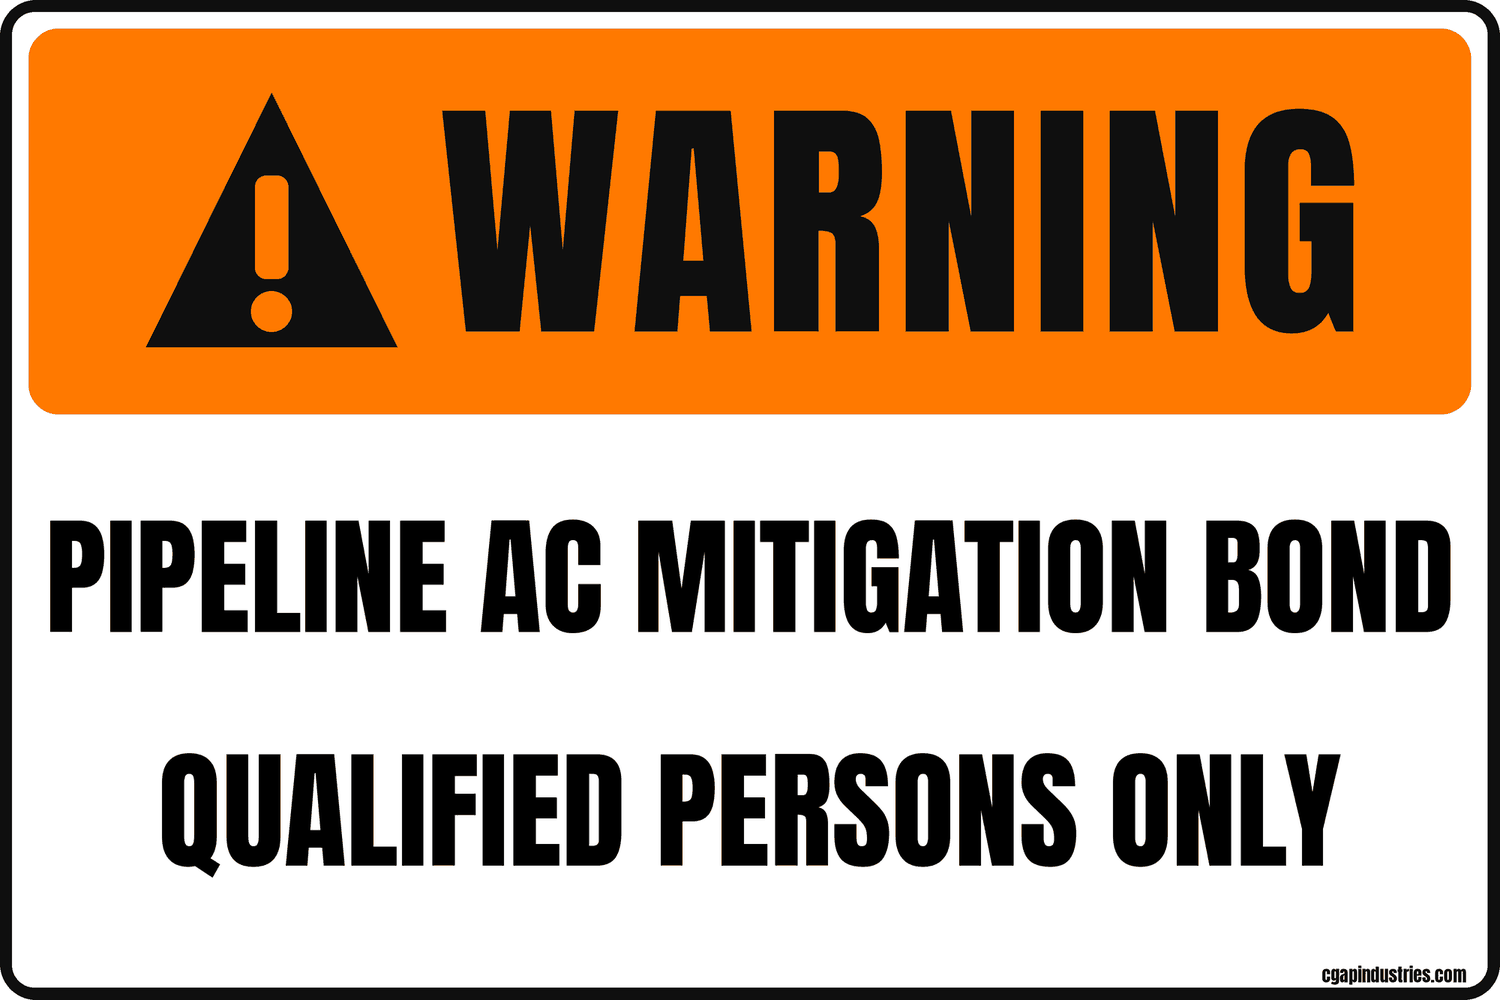 WARNING
PIPELINE AC MITIGATION BOND
QUALIFIED PERSONS ONLY
cgapindustries.com